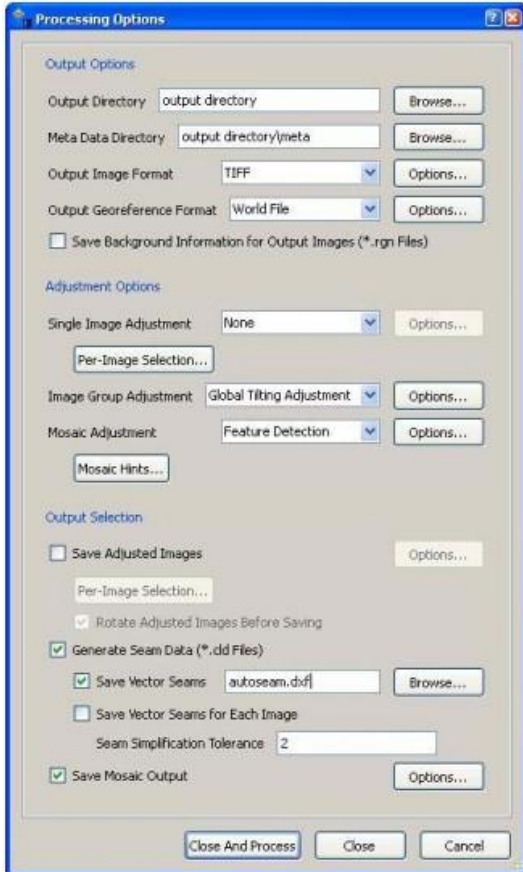 Processing Options
Output Options
Output Directory output directory Browse...
Meta Data Directory output directory\meta Browse...
Output Image Format TIFF Options...
Output Georeference Format World File Options...
Save Background Information for Output Images (*.rgn Files)
Adjustment Options
Single Image Adjustment None Options...
Per-Image Selection...
Image Group Adjustment Global Tilting Adjustment Options...
Mosaic Adjustment Feature Detection Options...
Mosaic Hints...
Output Selection
Save Adjusted Images Options...
Per-Image Selection...
Rotate Adjusted Images Before Saving
Generate Seam Data (*.cld Files)
Save Vector Seams autoseam.dxf Browse...
Save Vector Seams for Each Image
Seam Simplification Tolerance 2
Save Mosaic Output Options...
Close And Process Close Cancel